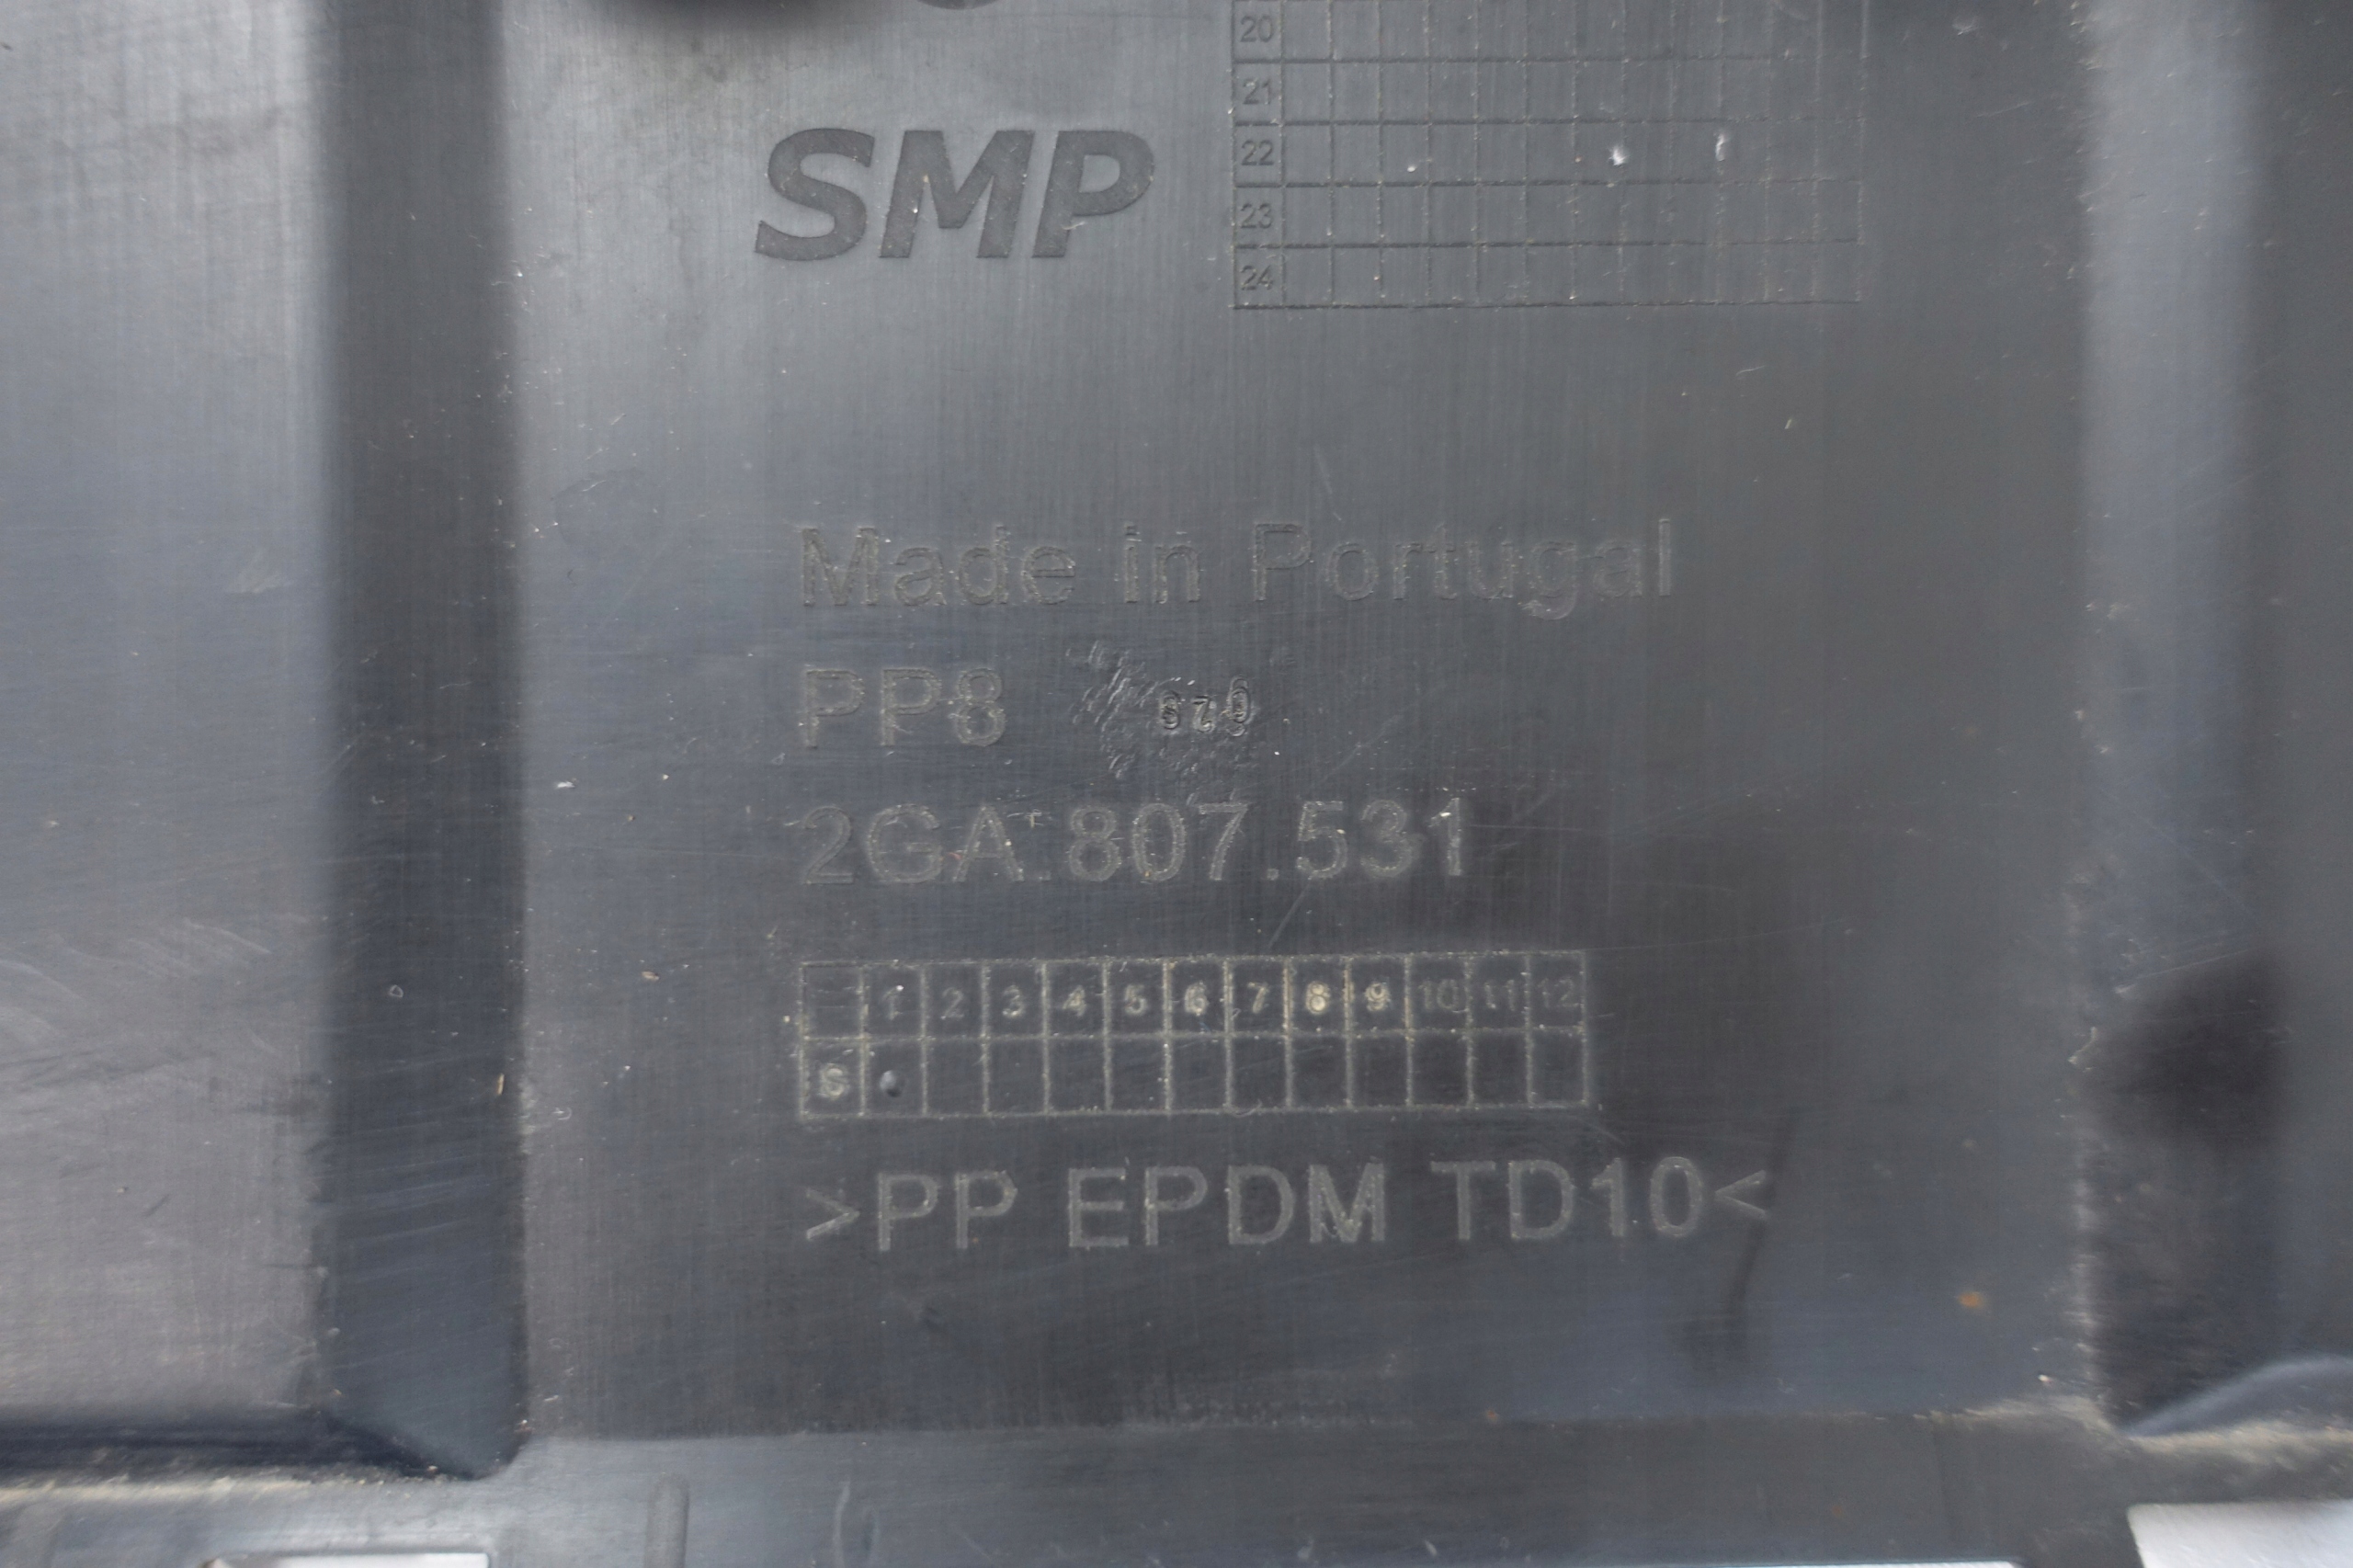 20
21
22
SMP
23
24
Made in Portugal
PP8
2GA.807.531
1 2 3 4 5 6 7 8 9 10 11 12
S
>PP EPDM TD10<